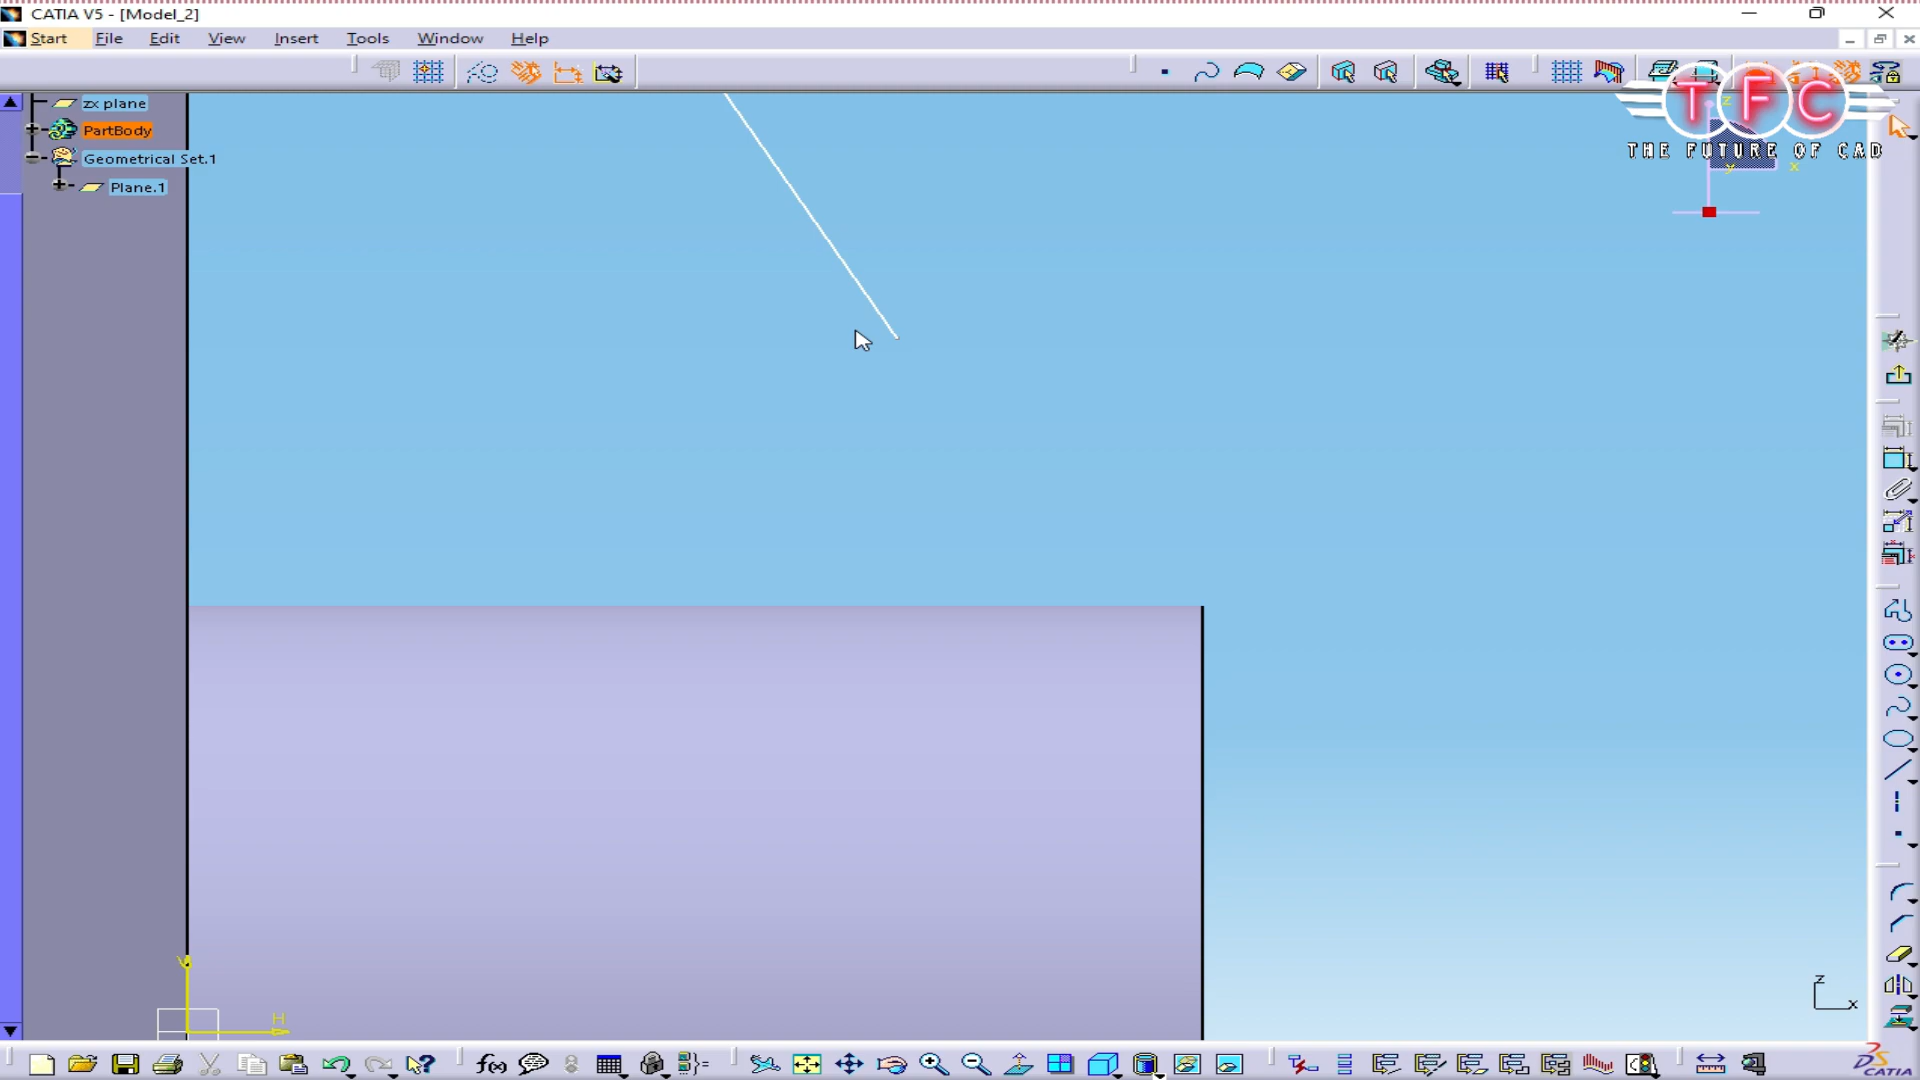 CATIA V5 - [Model_2]
Start File Edit View Insert Tools Window Help
TFC
THE FUTURE OF CAD
z
y x
zx plane
PartBody
Geometrical Set.1
Plane.1
V
H
z
x
f(x)
CATIA